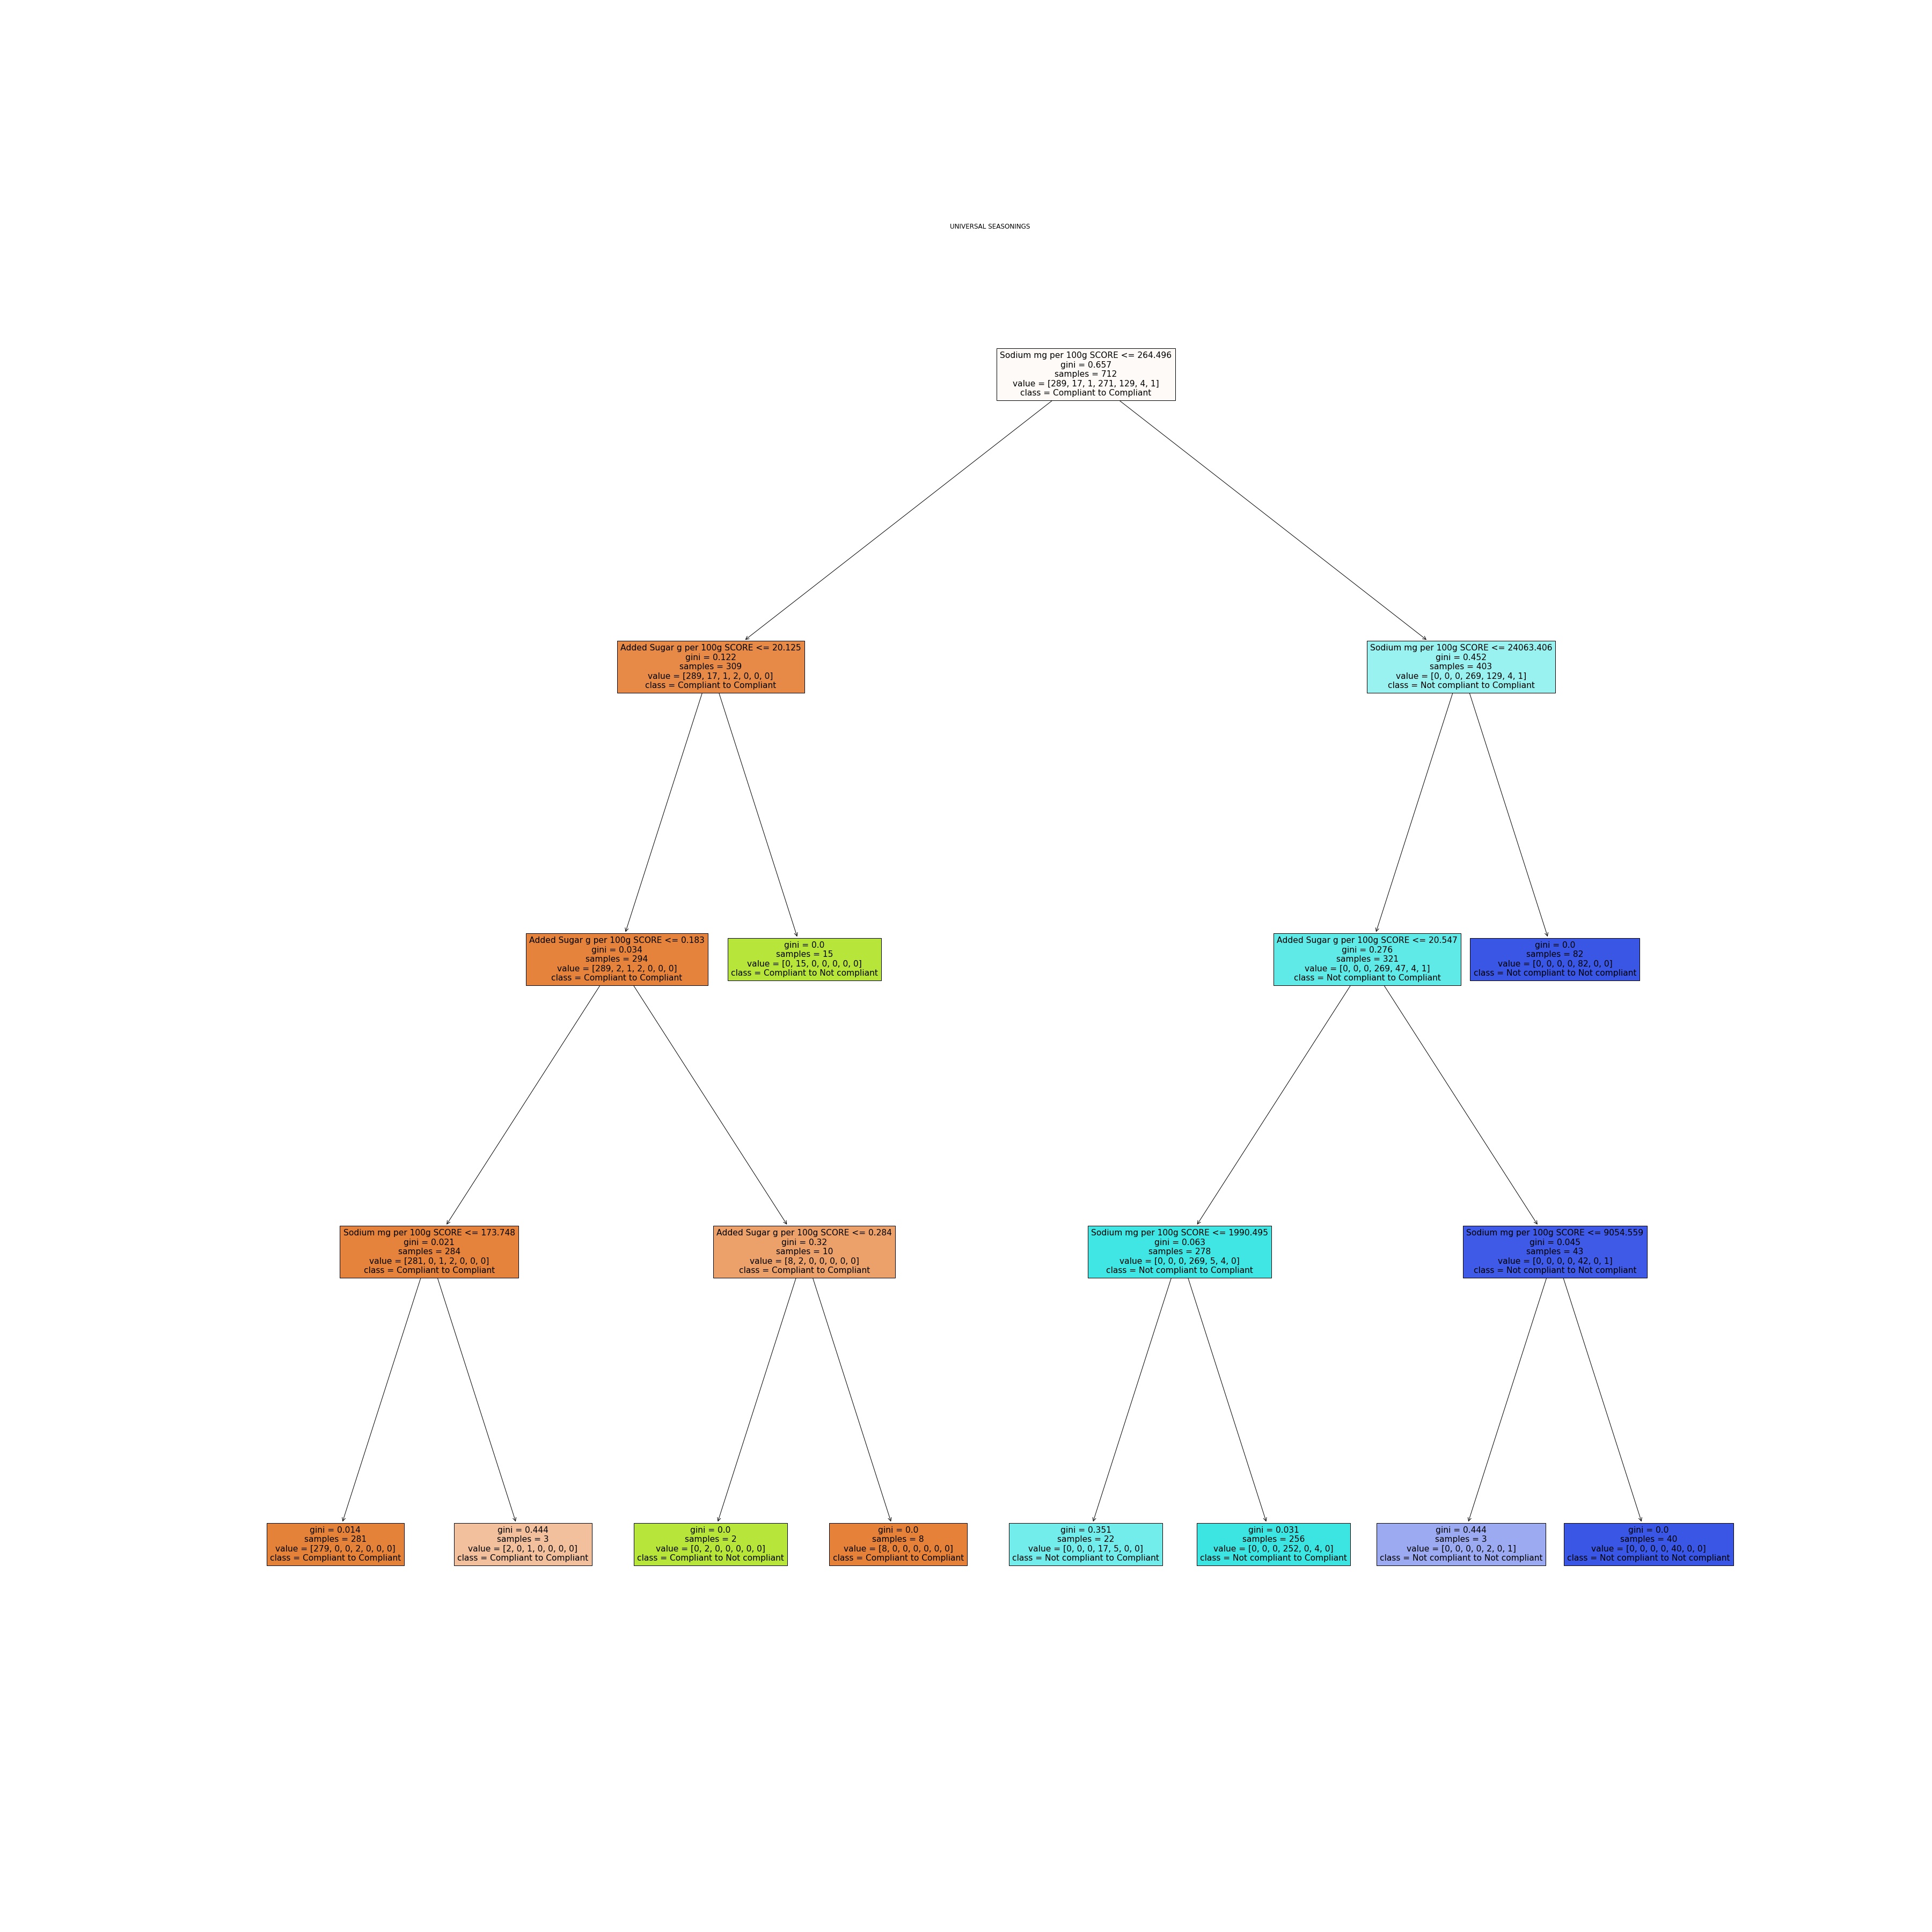 UNIVERSAL SEASONINGS
Sodium mg per 100g SCORE <= 264.496
gini = 0.657
samples = 712
value = [289, 17, 1, 271, 129, 4, 1]
class = Compliant to Compliant
Added Sugar g per 100g SCORE <= 20.125
gini = 0.122
samples = 309
value = [289, 17, 1, 2, 0, 0, 0]
class = Compliant to Compliant
Sodium mg per 100g SCORE <= 24063.406
gini = 0.452
samples = 403
value = [0, 0, 0, 269, 129, 4, 1]
class = Not compliant to Compliant
Added Sugar g per 100g SCORE <= 0.183
gini = 0.034
samples = 294
value = [289, 2, 1, 2, 0, 0, 0]
class = Compliant to Compliant
gini = 0.0
samples = 15
value = [0, 15, 0, 0, 0, 0, 0]
class = Compliant to Not compliant
Added Sugar g per 100g SCORE <= 20.547
gini = 0.276
samples = 321
value = [0, 0, 0, 269, 47, 4, 1]
class = Not compliant to Compliant
gini = 0.0
samples = 82
value = [0, 0, 0, 0, 82, 0, 0]
class = Not compliant to Not compliant
Sodium mg per 100g SCORE <= 173.748
gini = 0.021
samples = 284
value = [281, 0, 1, 2, 0, 0, 0]
class = Compliant to Compliant
Added Sugar g per 100g SCORE <= 0.284
gini = 0.32
samples = 10
value = [8, 2, 0, 0, 0, 0, 0]
class = Compliant to Compliant
Sodium mg per 100g SCORE <= 1990.495
gini = 0.063
samples = 278
value = [0, 0, 0, 269, 5, 4, 0]
class = Not compliant to Compliant
Sodium mg per 100g SCORE <= 9054.559
gini = 0.045
samples = 43
value = [0, 0, 0, 0, 42, 0, 1]
class = Not compliant to Not compliant
gini = 0.014
samples = 281
value = [279, 0, 0, 2, 0, 0, 0]
class = Compliant to Compliant
gini = 0.444
samples = 3
value = [2, 0, 1, 0, 0, 0, 0]
class = Compliant to Compliant
gini = 0.0
samples = 2
value = [0, 2, 0, 0, 0, 0, 0]
class = Compliant to Not compliant
gini = 0.0
samples = 8
value = [8, 0, 0, 0, 0, 0, 0]
class = Compliant to Compliant
gini = 0.351
samples = 22
value = [0, 0, 0, 17, 5, 0, 0]
class = Not compliant to Compliant
gini = 0.031
samples = 256
value = [0, 0, 0, 252, 0, 4, 0]
class = Not compliant to Compliant
gini = 0.444
samples = 3
value = [0, 0, 0, 0, 2, 0, 1]
class = Not compliant to Not compliant
gini = 0.0
samples = 40
value = [0, 0, 0, 0, 40, 0, 0]
class = Not compliant to Not compliant